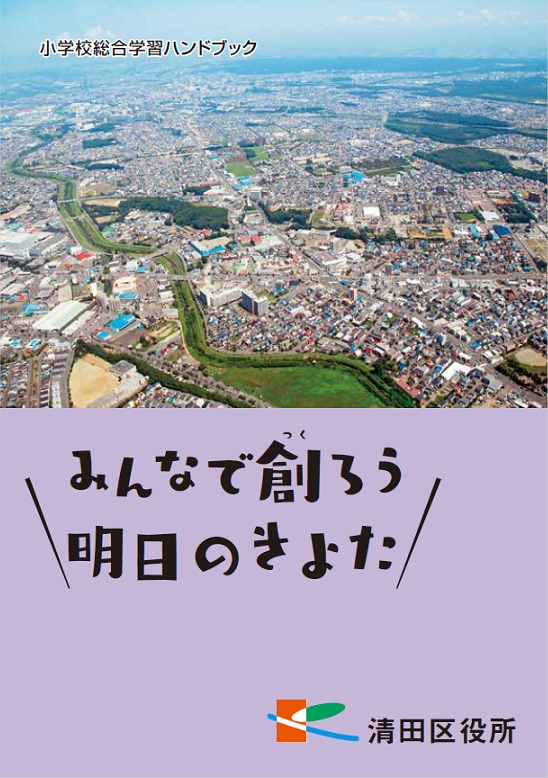 小学校総合学習ハンドブック
みんなで創ろう
つく
明日のきよた
清田区役所